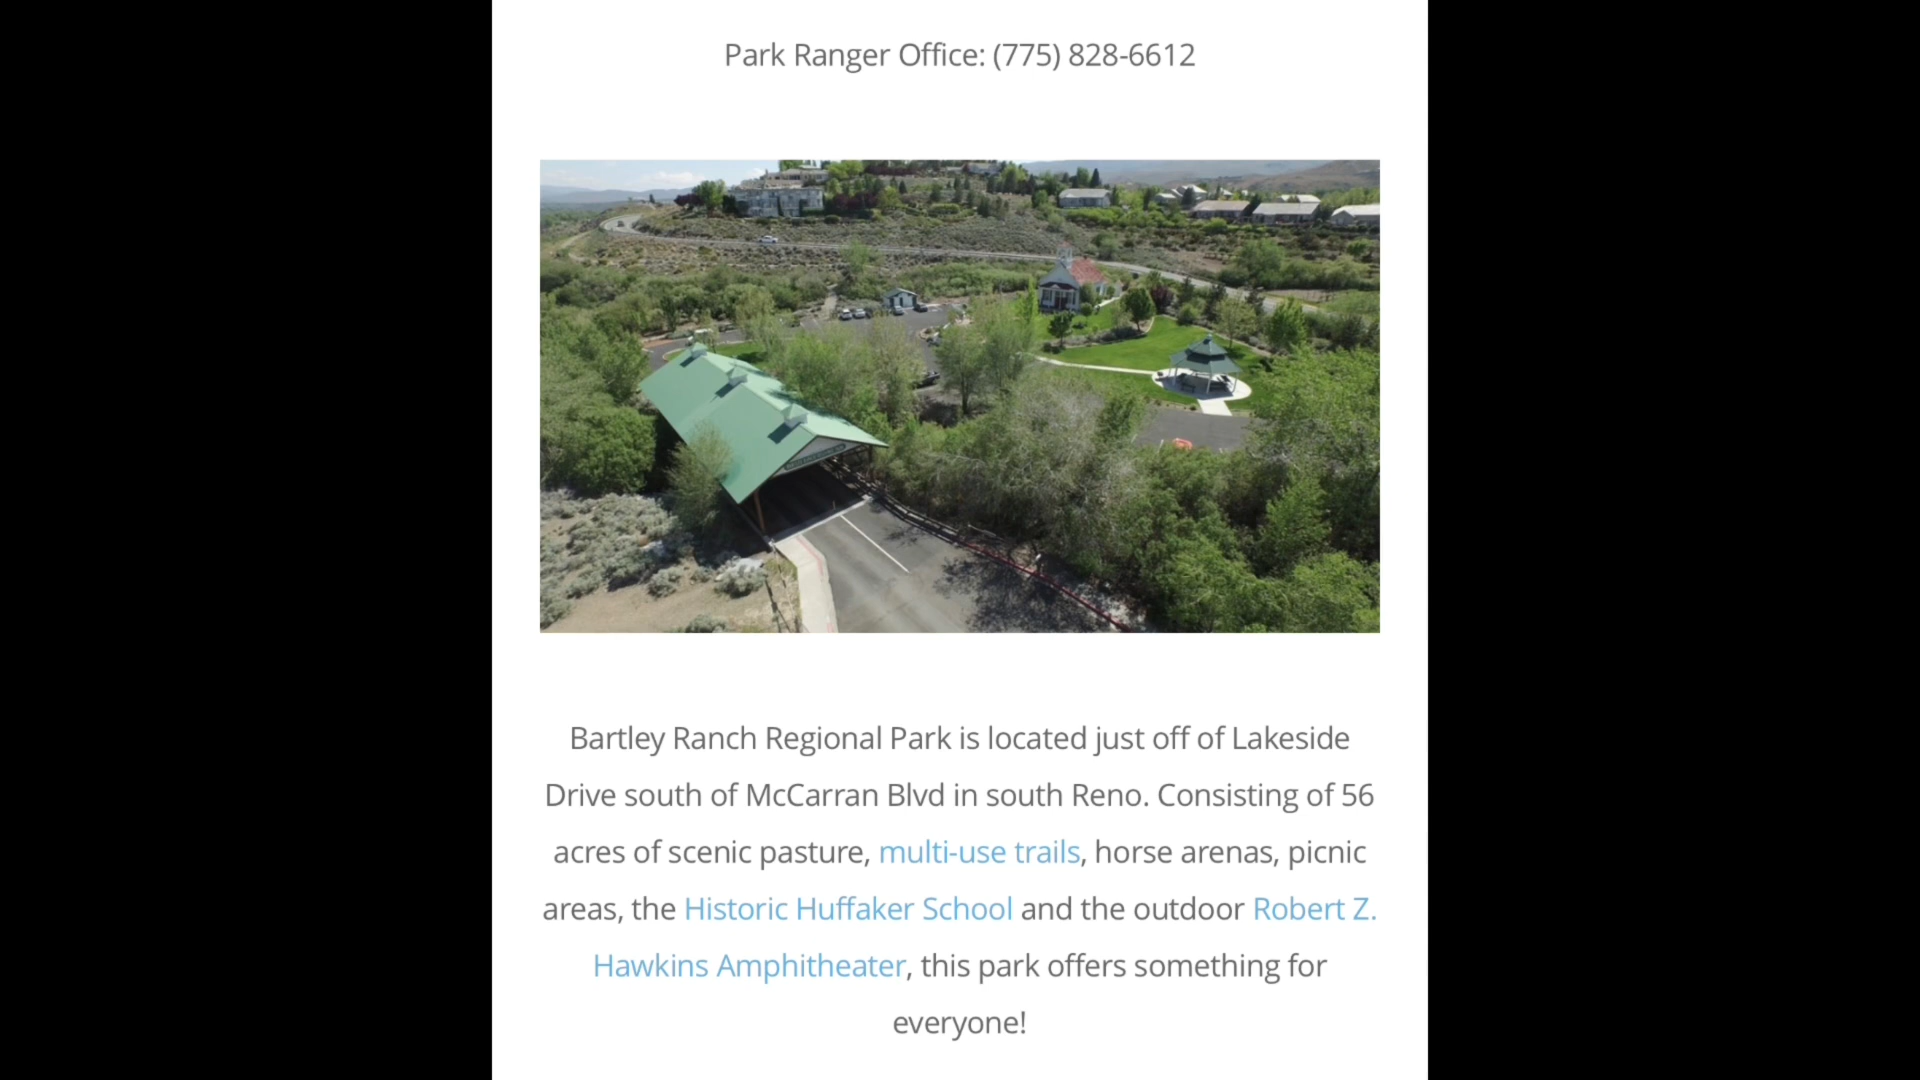 Park Ranger Office: (775) 828-6612
Bartley Ranch Regional Park is located just off of Lakeside
Drive south of McCarran Blvd in south Reno. Consisting of 56
acres of scenic pasture, multi-use trails, horse arenas, picnic
areas, the Historic Huffaker School and the outdoor Robert Z.
Hawkins Amphitheater, this park offers something for
everyone!